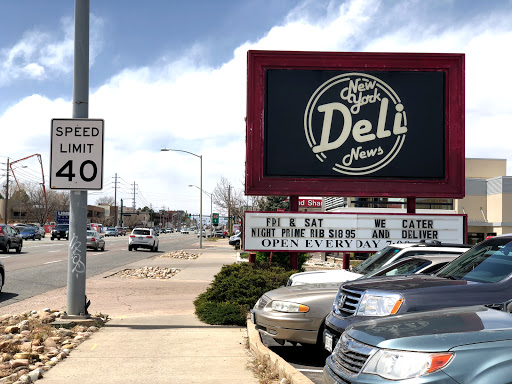 SPEED
LIMIT
40
New
York
Deli
News
FRI & SAT
NIGHT PRIME RIB $18 95
WE CATER
AND DELIVER
OPEN EVERYDAY